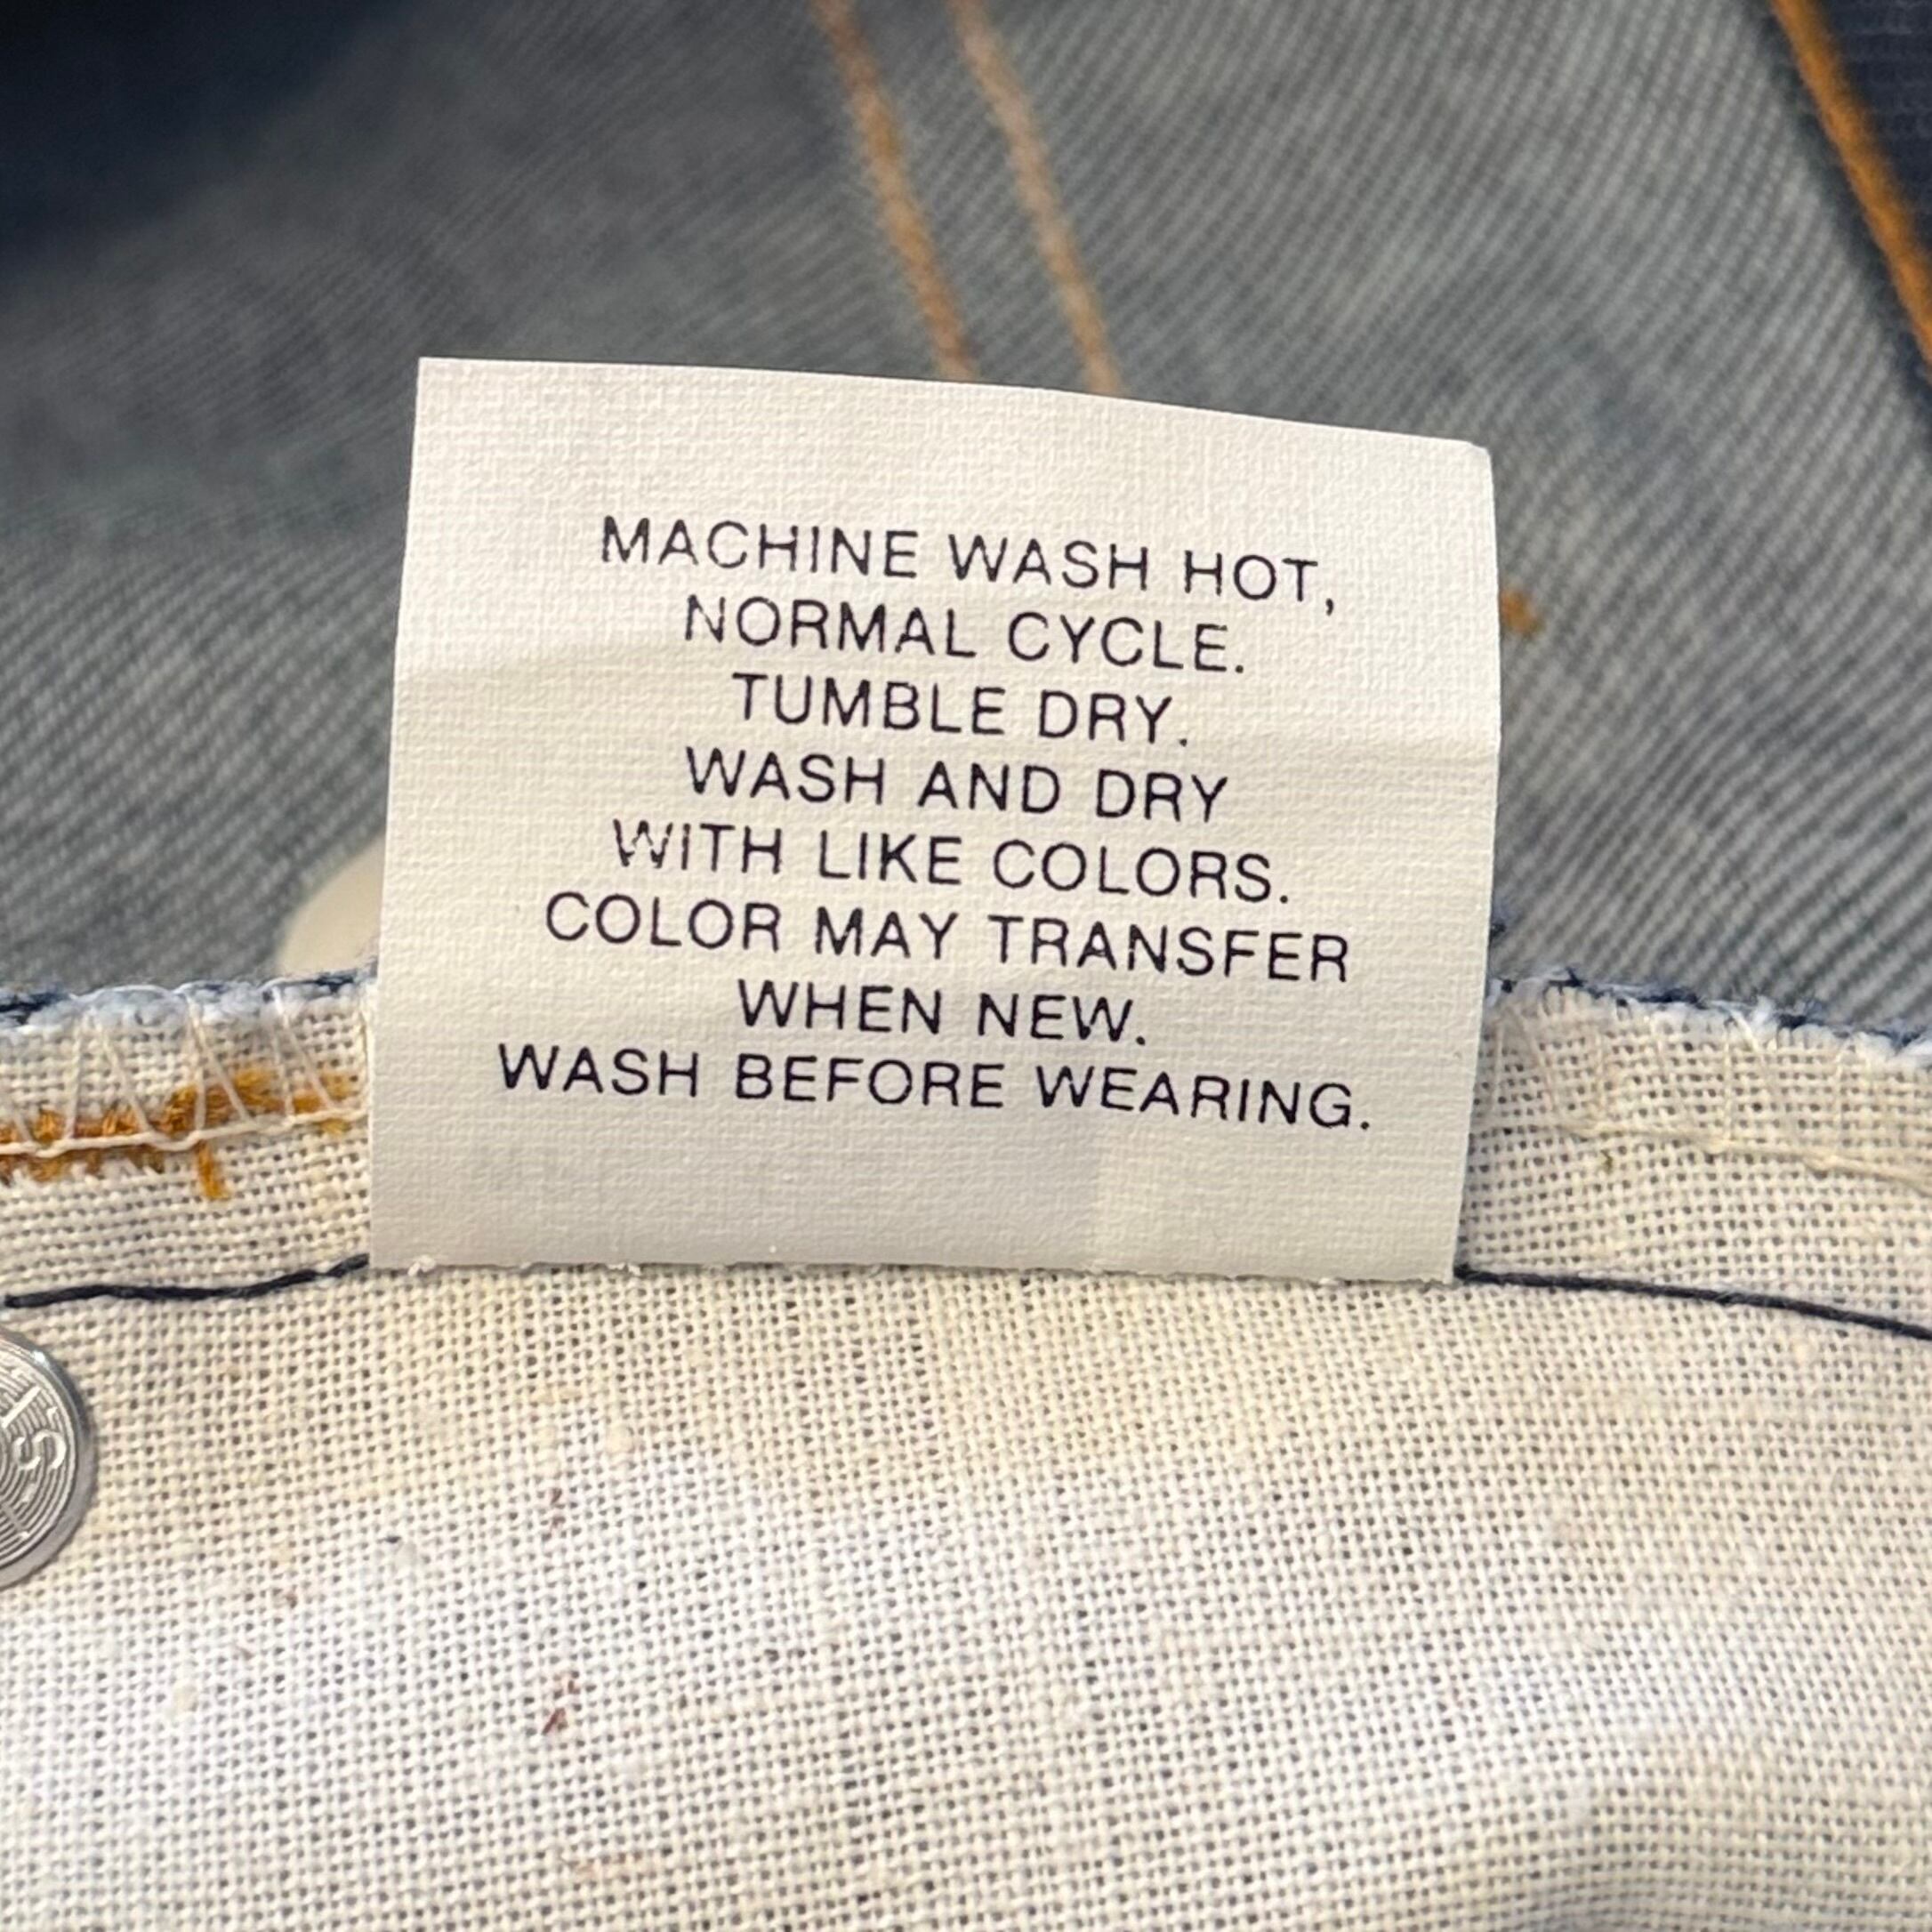 MACHINE WASH HOT,
NORMAL CYCLE.
TUMBLE DRY.
WASH AND DRY
WITH LIKE COLORS.
COLOR MAY TRANSFER
WHEN NEW.
WASH BEFORE WEARING.